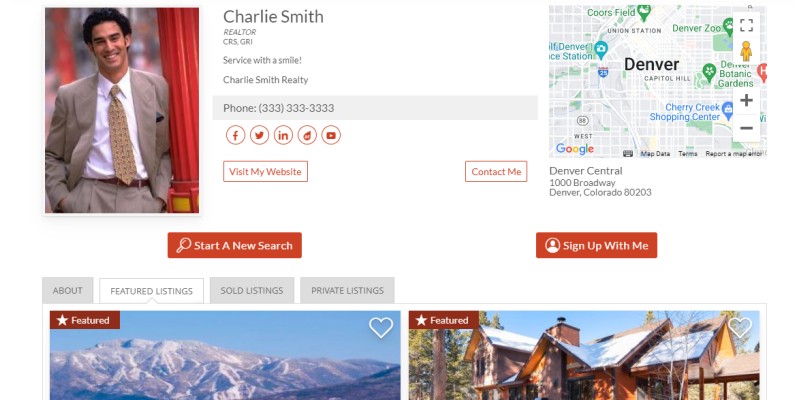 Charlie Smith
REALTOR
CRS, GRI
Service with a smile!
Charlie Smith Realty
Phone: (333) 333-3333
Visit My Website
Contact Me
Coors Field
UNION STATION
Denver Zoo
Denver
CAPITOL HILL
Denver
Botanic
Gardens
25
Cherry Creek
Shopping Center
88
WEST
Google
Map Data
Terms
Report a map error
Denver Central
1000 Broadway
Denver, Colorado 80203
Start A New Search
Sign Up With Me
ABOUT
FEATURED LISTINGS
SOLD LISTINGS
PRIVATE LISTINGS
Featured
Featured